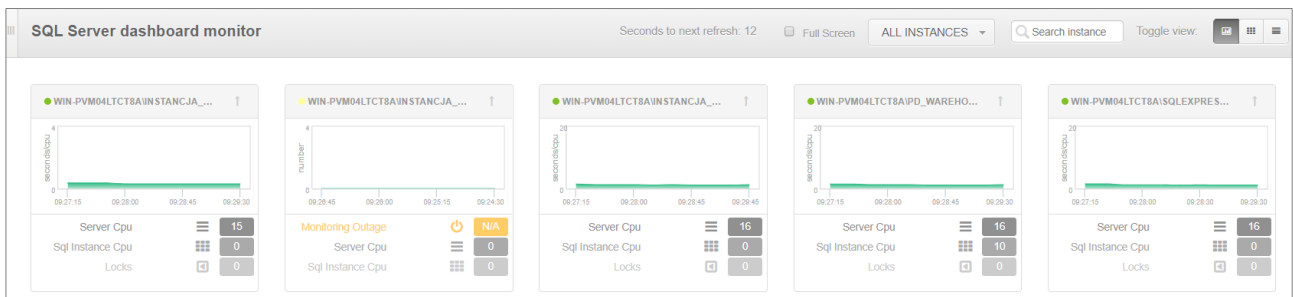 SQL Server dashboard monitor
Seconds to next refresh: 12
Full Screen
ALL INSTANCES
Search instance
Toggle view:
WIN-PVM04LTCT8A\INSTANCJA_...
4
seconds/cpu
0
09:27:15 09:28:00 09:28:45 09:29:30
Server Cpu 15
Sql Instance Cpu 0
Locks 0
WIN-PVM04LTCT8A\INSTANCJA_...
4
number
0
09:26:45 09:26:00 09:25:15 09:24:30
Monitoring Outage N/A
Server Cpu 0
Sql Instance Cpu 0
WIN-PVM04LTCT8A\INSTANCJA_...
20
seconds/cpu
0
09:27:15 09:28:00 09:28:45 09:29:45
Server Cpu 16
Sql Instance Cpu 0
Locks 0
WIN-PVM04LTCT8A\PD_WAREHO...
20
seconds/cpu
0
09:27:15 09:28:00 09:28:45 09:29:30
Server Cpu 16
Sql Instance Cpu 10
Locks 0
WIN-PVM04LTCT8A\SQLEXPRES...
20
seconds/cpu
0
09:27:15 09:28:00 09:28:45 09:29:30
Server Cpu 16
Sql Instance Cpu 0
Locks 0